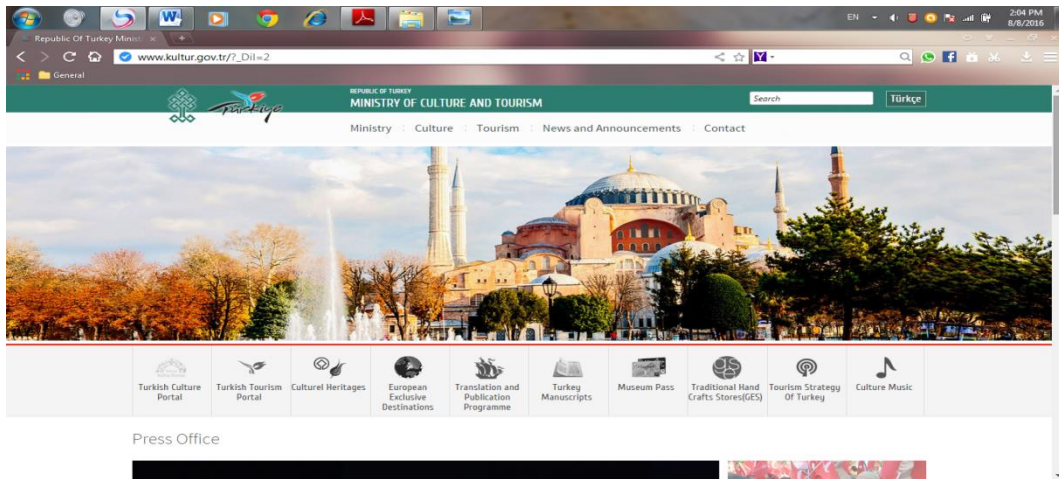 EN
2:04 PM
8/8/2016
Republic Of Turkey Minist
www.kultur.gov.tr/?_Dil=2
General
Türkiye
REPUBLIC OF TURKEY
MINISTRY OF CULTURE AND TOURISM
Search
Türkçe
Ministry Culture Tourism News and Announcements Contact
Turkish Culture
Portal
Turkish Tourism
Portal
Culturel Heritages
European
Exclusive
Destinations
Translation and
Publication
Programme
Turkey
Manuscripts
Museum Pass
Traditional Hand
Crafts Stores(GES)
Tourism Strategy
Of Turkey
Culture Music
Press Office